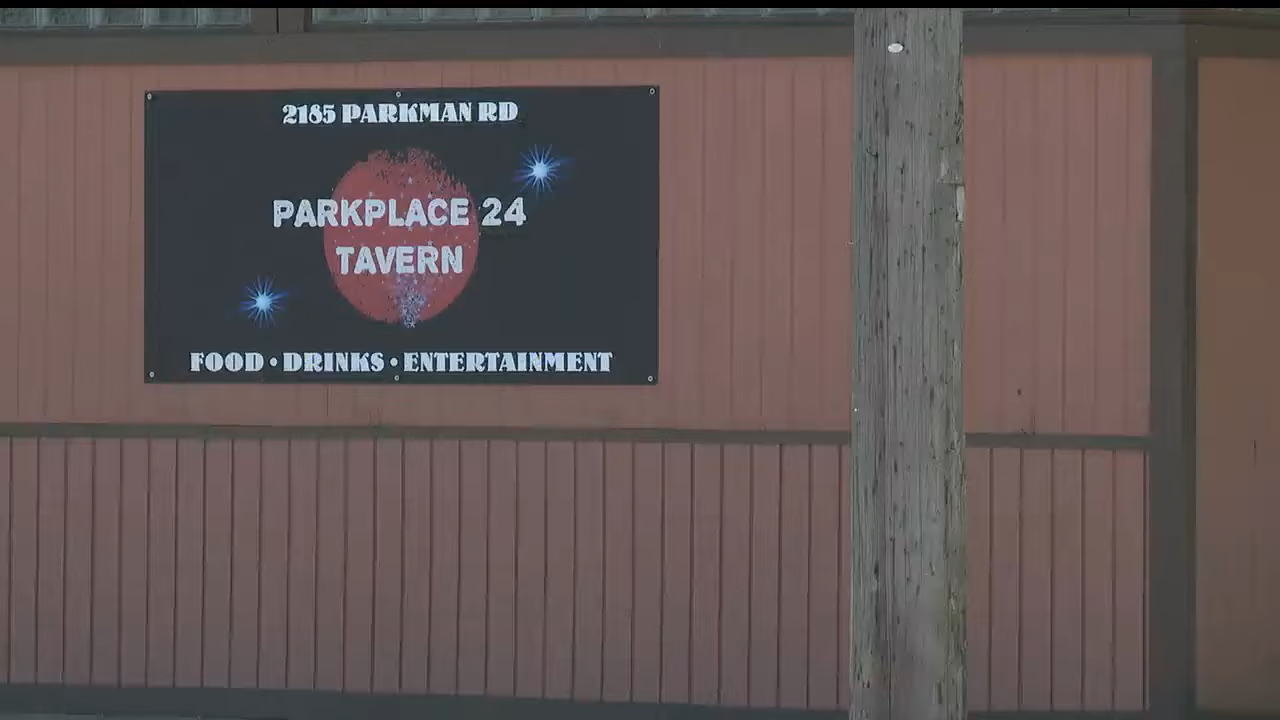 2185 PARKMAN RD
PARKPLACE 24
TAVERN
FOOD • DRINKS • ENTERTAINMENT